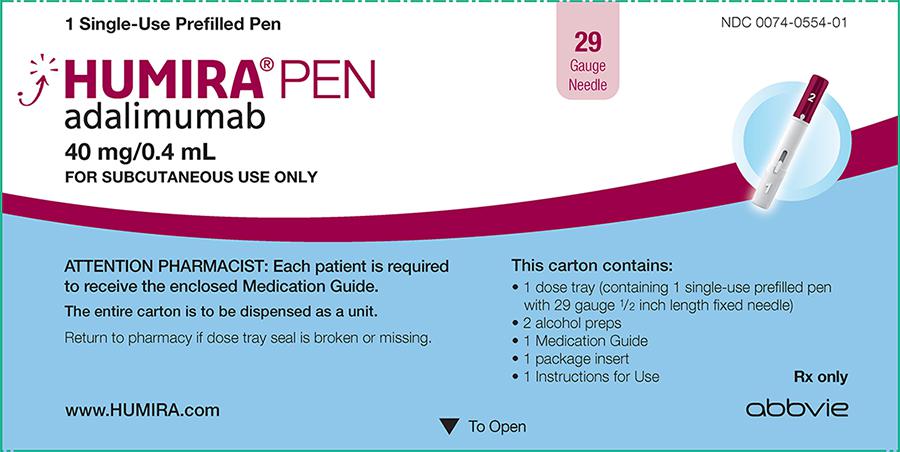 1 Single-Use Prefilled Pen
NDC 0074-0554-01
29
Gauge
Needle
HUMIRA® PEN
adalimumab
40 mg/0.4 mL
FOR SUBCUTANEOUS USE ONLY
2
1
ATTENTION PHARMACIST: Each patient is required
to receive the enclosed Medication Guide.
The entire carton is to be dispensed as a unit.
Return to pharmacy if dose tray seal is broken or missing.
www.HUMIRA.com
This carton contains:
• 1 dose tray (containing 1 single-use prefilled pen
with 29 gauge 1/2 inch length fixed needle)
• 2 alcohol preps
• 1 Medication Guide
• 1 package insert
• 1 Instructions for Use
Rx only
abbvie
▼ To Open